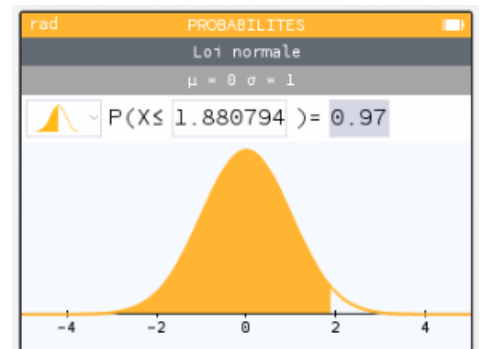 rad PROBABILITES
Loi normale
μ = 0 σ = 1
P(X≤ 1.880794 )= 0.97
-4 -2 0 2 4